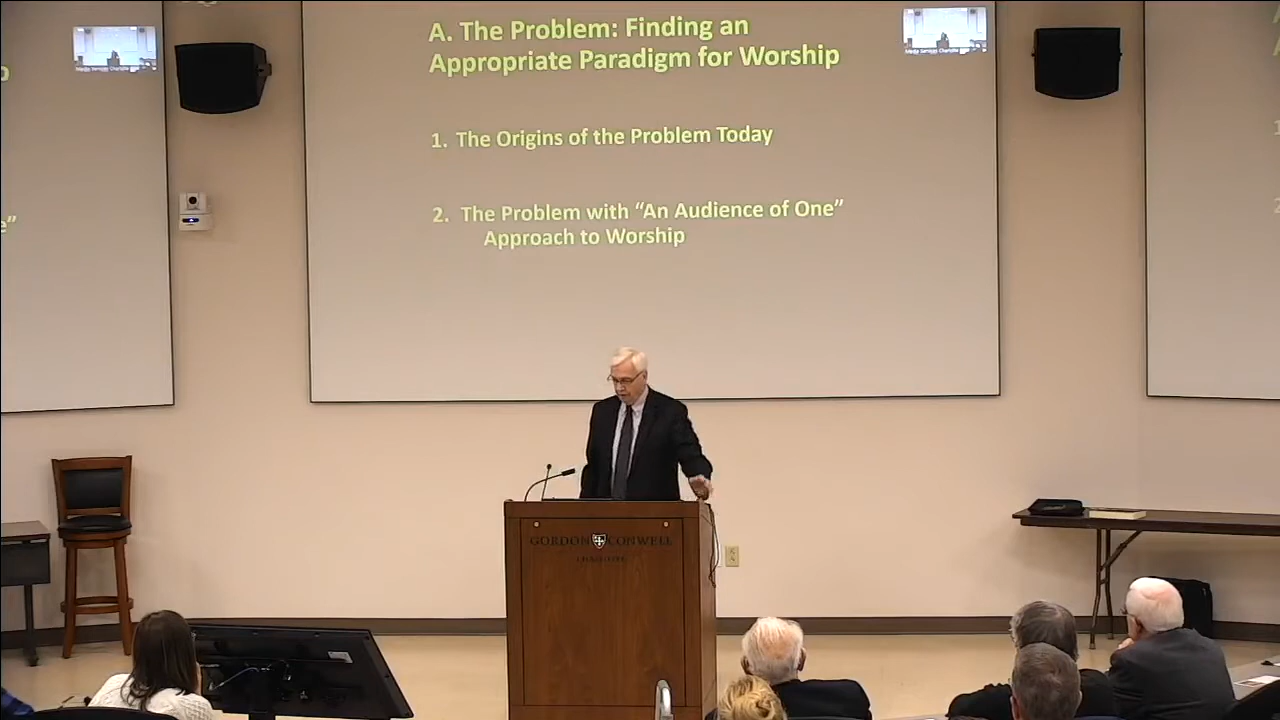 A. The Problem: Finding an
Appropriate Paradigm for Worship
1. The Origins of the Problem Today
2. The Problem with “An Audience of One”
Approach to Worship
e”
GORDON CONWELL
CHARLOTTE